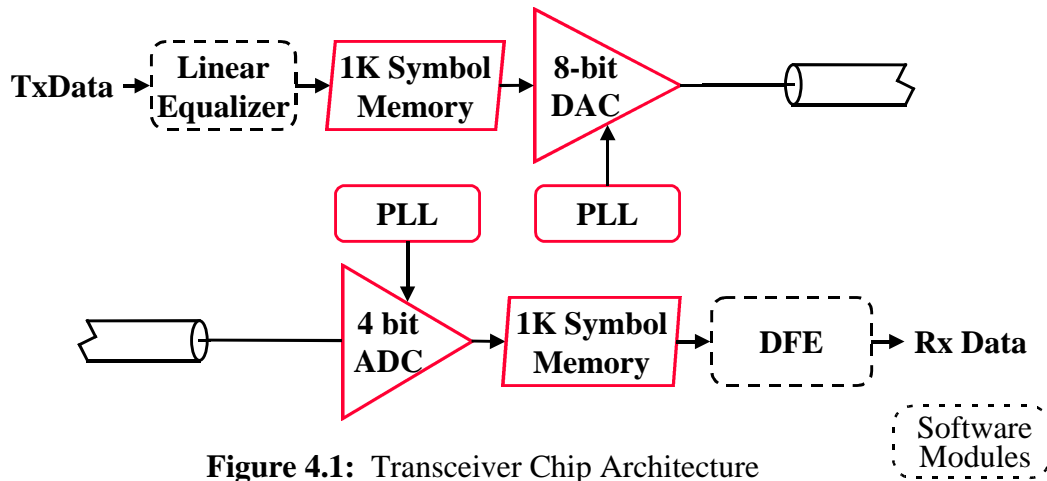 TxData
Linear
Equalizer
1K Symbol
Memory
8-bit
DAC
PLL
PLL
4 bit
ADC
1K Symbol
Memory
DFE
Rx Data
Software
Modules
Figure 4.1: Transceiver Chip Architecture